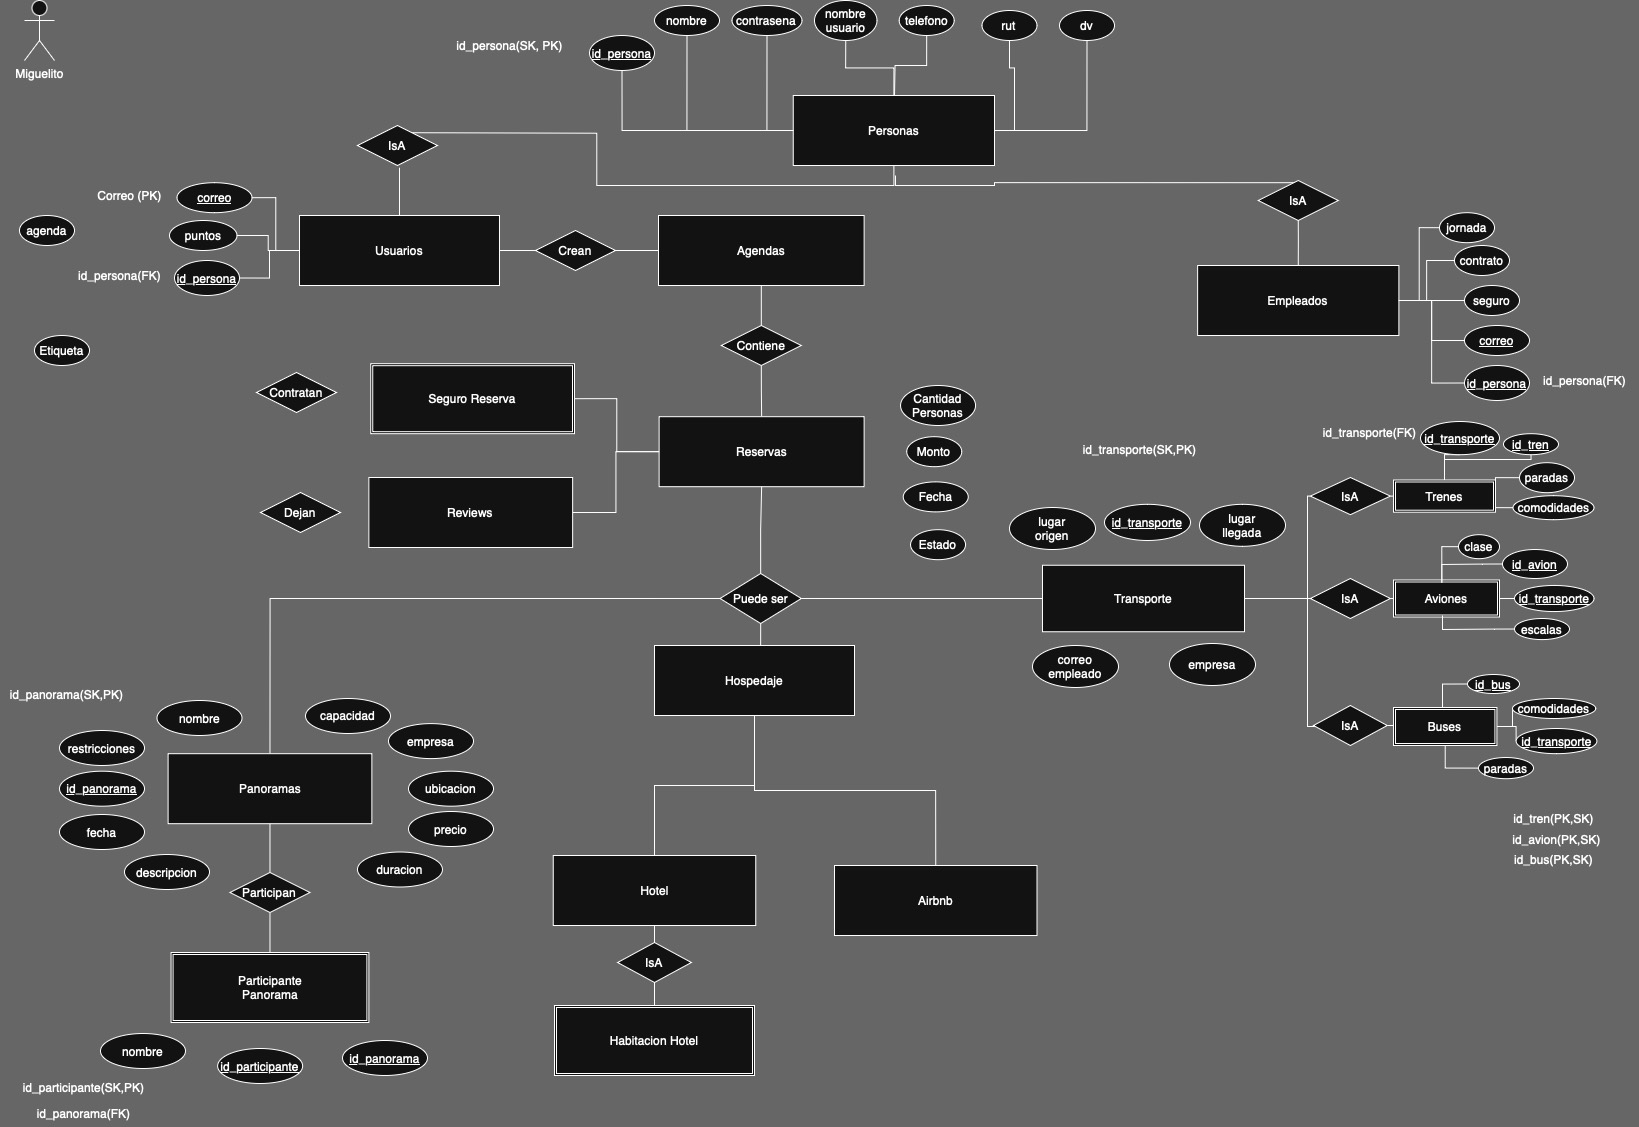 Miguelito
id_persona(SK, PK)
id_persona
nombre
contrasena
nombre
usuario
telefono
rut
dv
Personas
IsA
IsA
Correo (PK)
correo
agenda
puntos
id_persona(FK)
id_persona
Usuarios
Crean
Agendas
Empleados
jornada
contrato
seguro
correo
id_persona
id_persona(FK)
Etiqueta
Contiene
Contratan
Seguro Reserva
Reservas
Dejan
Reviews
Cantidad
Personas
Monto
Fecha
Estado
id_transporte(SK,PK)
lugar
origen
id_transporte
lugar
llegada
Transporte
correo
empleado
empresa
id_transporte(FK)
id_transporte
id_tren
IsA
Trenes
paradas
comodidades
clase
id_avion
IsA
Aviones
id_transporte
escalas
id_bus
comodidades
IsA
Buses
id_transporte
paradas
id_tren(PK,SK)
id_avion(PK,SK)
id_bus(PK,SK)
Puede ser
Hospedaje
id_panorama(SK,PK)
nombre
capacidad
restricciones
empresa
id_panorama
Panoramas
ubicacion
fecha
precio
descripcion
duracion
Participan
Participante
Panorama
nombre
id_participante
id_panorama
id_participante(SK,PK)
id_panorama(FK)
Hotel
Airbnb
IsA
Habitacion Hotel